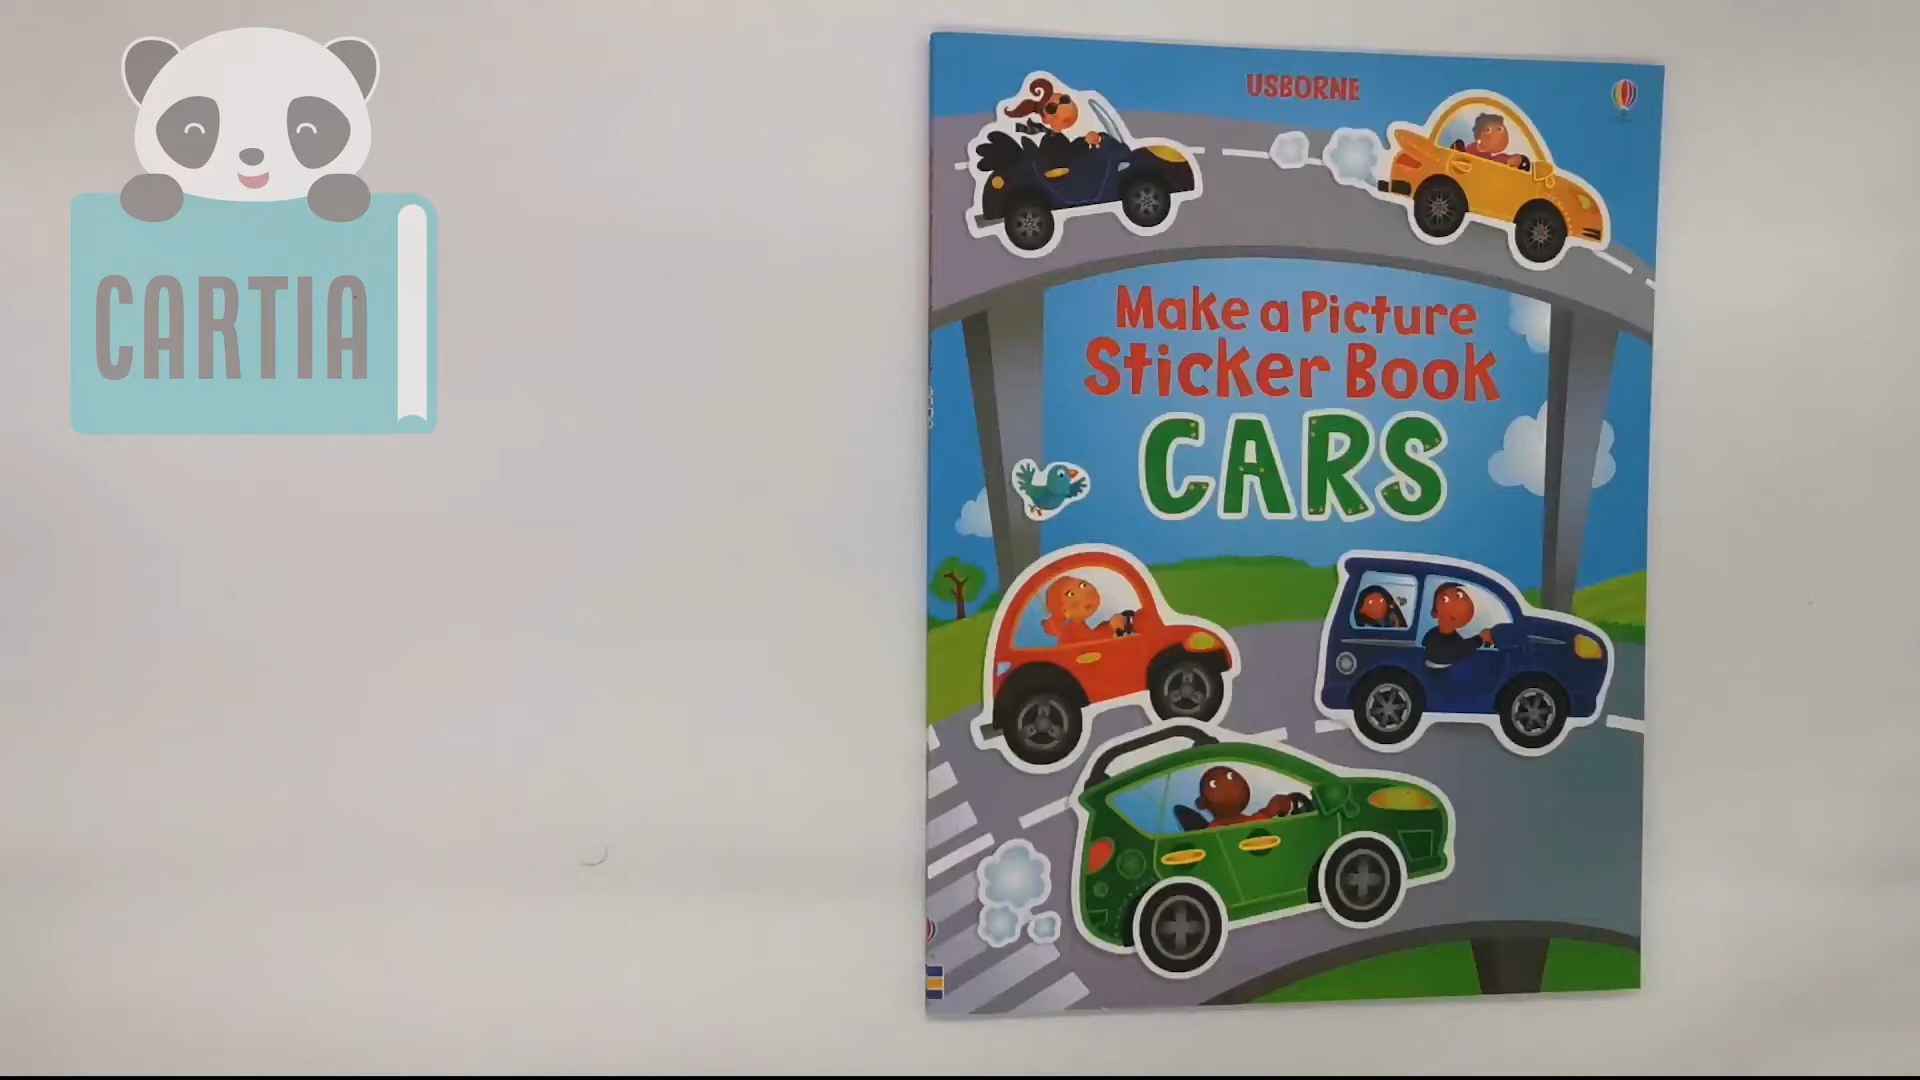 CARTIA
USBORNE
Make a Picture
Sticker Book
CARS